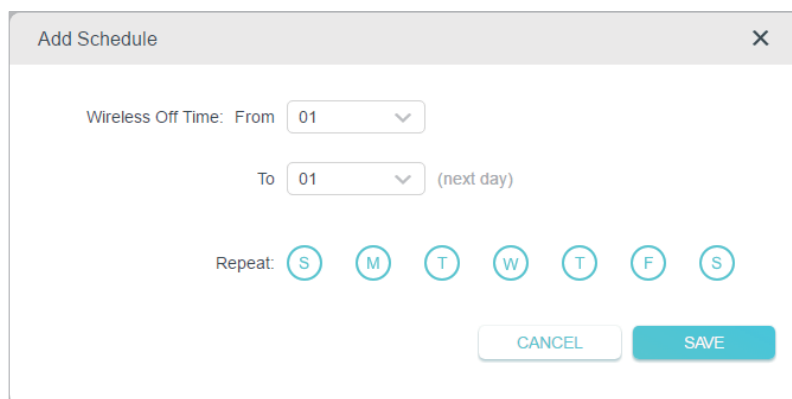 Add Schedule
Wireless Off Time: From 01
To 01 (next day)
Repeat: S M T W T F S
CANCEL SAVE